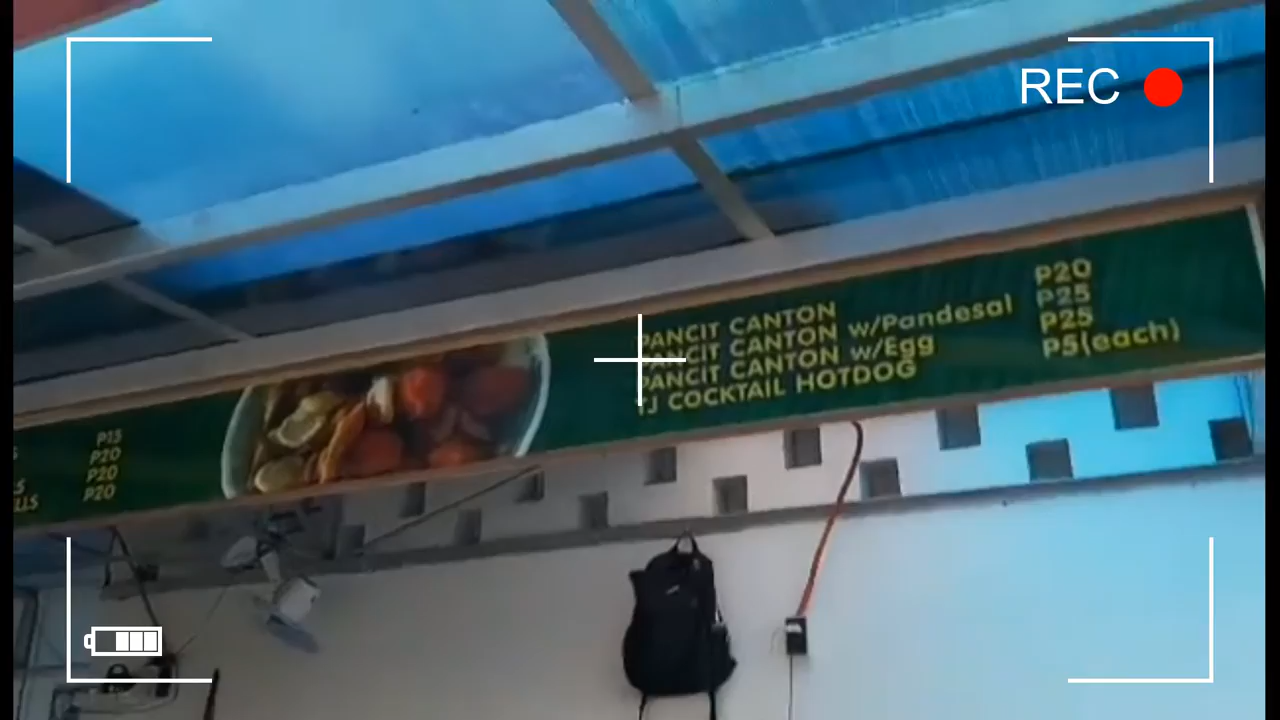 REC
PANCIT CANTON P20
PANCIT CANTON w/Pandesal P25
PANCIT CANTON w/Egg P25
TJ COCKTAIL HOTDOG P5(each)
P15
P20
P20
P20